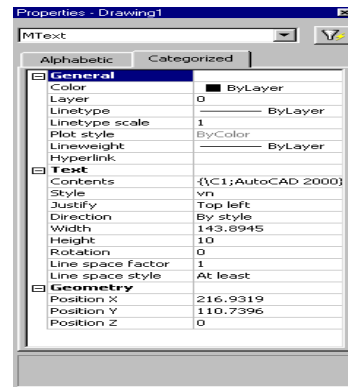 Properties - Drawing1
MText
Alphabetic Categorized
General
Color ByLayer
Layer 0
Linetype ByLayer
Linetype scale 1
Plot style ByColor
Lineweight ByLayer
Hyperlink
Text
Contents {\C1;AutoCAD 2000}
Style vn
Justify Top left
Direction By style
Width 143.8945
Height 10
Rotation 0
Line space factor 1
Line space style At least
Geometry
Position X 216.9319
Position Y 110.7396
Position Z 0